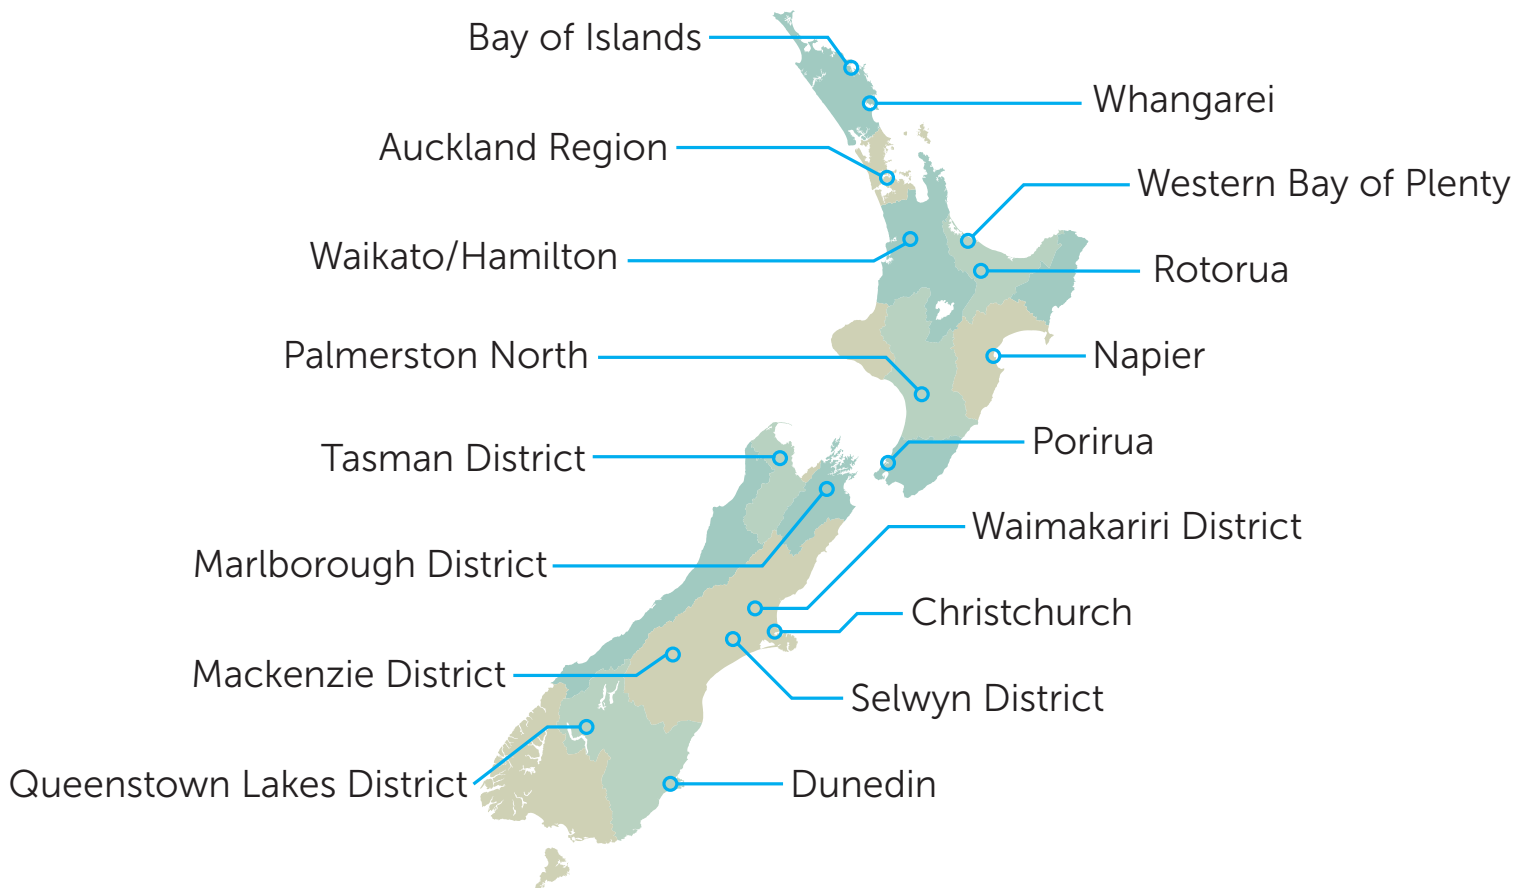 Bay of Islands
Whangarei
Auckland Region
Western Bay of Plenty
Waikato/Hamilton
Rotorua
Palmerston North
Napier
Tasman District
Porirua
Waimakariri District
Marlborough District
Christchurch
Mackenzie District
Selwyn District
Queenstown Lakes District
Dunedin